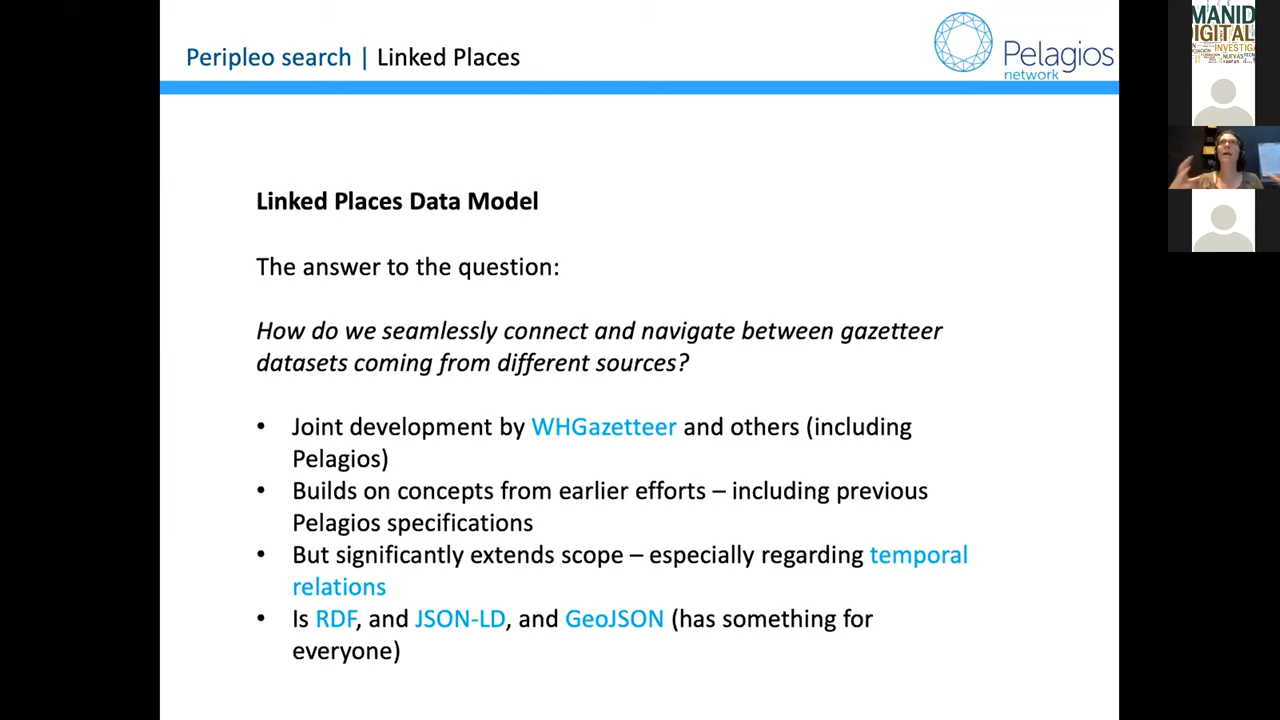 Peripleo search | Linked Places
Pelagios
network
MANID
DIGITAL
INVESTIGA
Linked Places Data Model
The answer to the question:
How do we seamlessly connect and navigate between gazetteer
datasets coming from different sources?
• Joint development by WHGazetteer and others (including
Pelagios)
• Builds on concepts from earlier efforts – including previous
Pelagios specifications
• But significantly extends scope – especially regarding temporal
relations
• Is RDF, and JSON-LD, and GeoJSON (has something for
everyone)